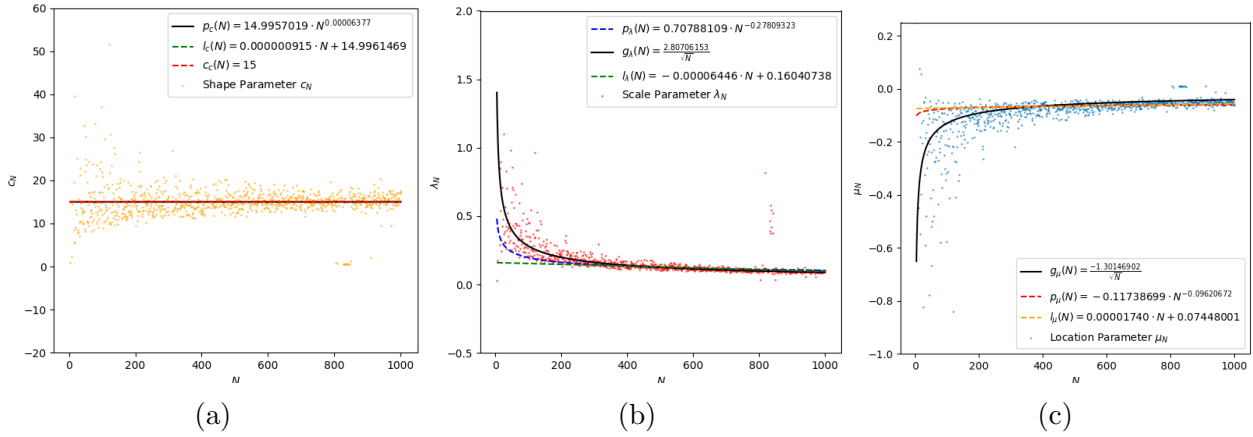 60
50
40
30
20
10
0
−10
−20
c_N
0
200
400
600
800
1000
N
p_c(N) = 14.9957019 · N^0.00006377
l_c(N) = 0.000000915 · N + 14.9961469
c_c(N) = 15
Shape Parameter c_N
(a)
2.0
1.5
1.0
0.5
0.0
−0.5
λ_N
0
200
400
600
800
1000
N
p_λ(N) = 0.70788109 · N^−0.27809323
g_λ(N) = 2.80706153/√N
l_λ(N) = − 0.00006446 · N + 0.16040738
Scale Parameter λ_N
(b)
0.2
0.0
−0.2
−0.4
−0.6
−0.8
−1.0
μ_N
0
200
400
600
800
1000
N
g_μ(N) = −1.30146902/√N
p_μ(N) = −0.11738699 · N^−0.09620672
l_μ(N) = 0.00001740 · N + 0.07448001
Location Parameter μ_N
(c)